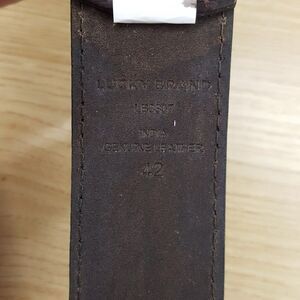 LUCKY BRAND
INDIA
GENUINE LEATHER
42